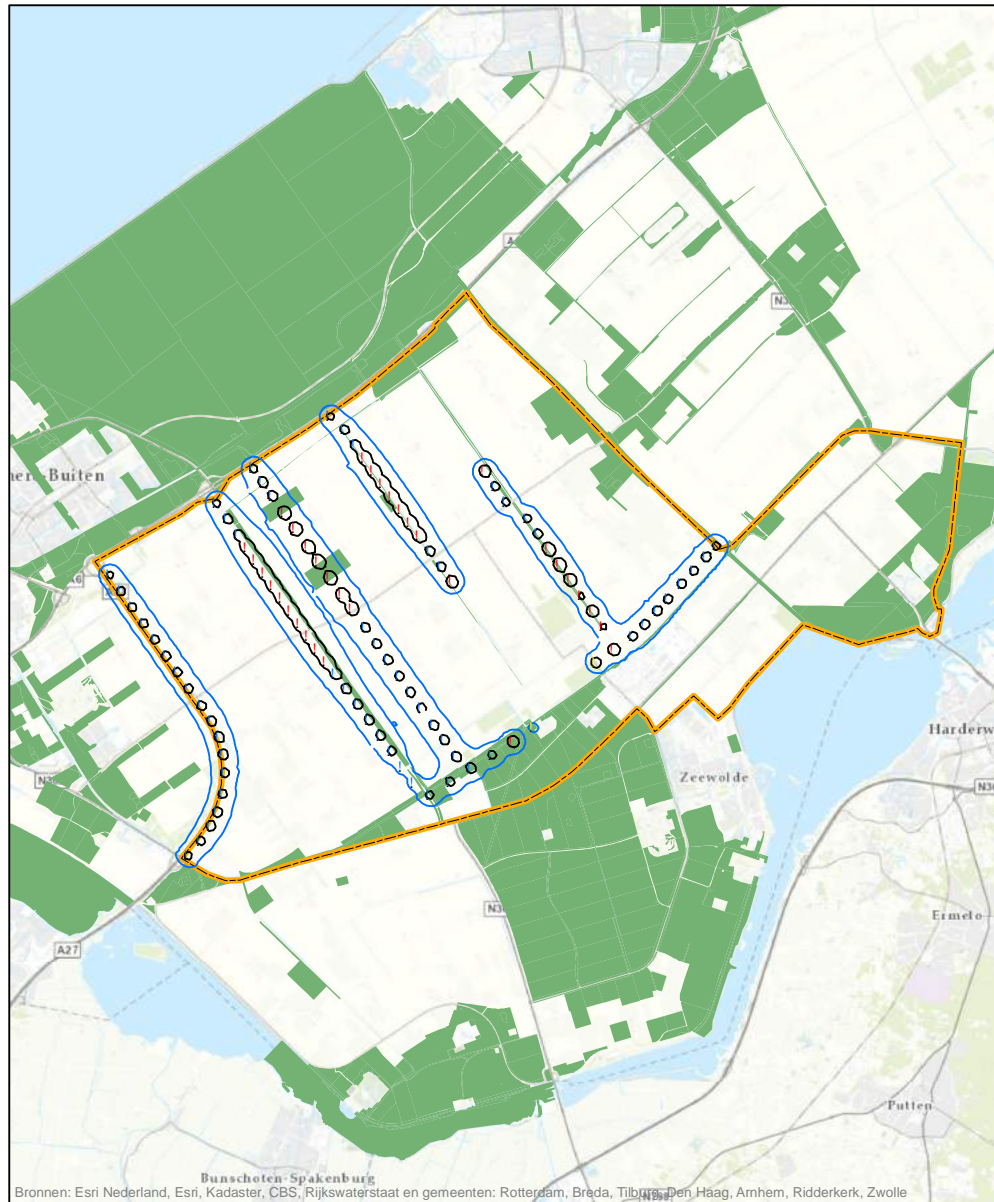 N3
mere-Buiten
A6
Harderw
Zeewolde
N30
Ermelo
A27
Putten
Bunschoten-Spakenburg
Bronnen: Esri Nederland, Esri, Kadaster, CBS, Rijkswaterstaat en gemeenten: Rotterdam, Breda, Tilburg, Den Haag, Arnhem, Ridderkerk, Zwolle